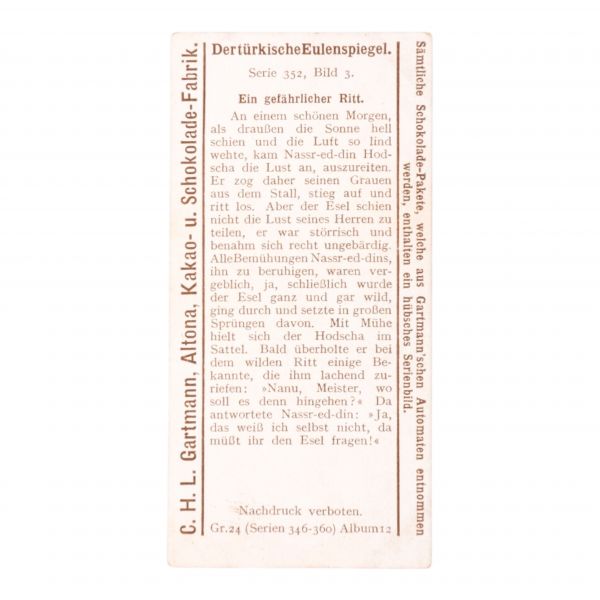 C. H. L. Gartmann, Altona, Kakao- u. Schokolade-Fabrik.
Der türkische Eulenspiegel.
Serie 352, Bild 3.
Ein gefährlicher Ritt.
An einem schönen Morgen,
als draußen die Sonne hell
schien und die Luft so lind
wehte, kam Nassr-ed-din Hod-
scha die Lust an, auszureiten.
Er zog daher seinen Grauen
aus dem Stall, stieg auf und
ritt los. Aber der Esel schien
nicht die Lust seines Herren zu
teilen, er war störrisch und
benahm sich recht ungebärdig.
Alle Bemühungen Nassr-ed-dins,
ihn zu beruhigen, waren ver-
geblich, ja, schließlich wurde
der Esel ganz und gar wild,
ging durch und setzte in großen
Sprüngen davon. Mit Mühe
hielt sich der Hodscha im
Sattel. Bald überholte er bei
dem wilden Ritt einige Be-
kannte, die ihm lachend zu-
riefen: »Nanu, Meister, wo
soll es denn hingehen?« Da
antwortete Nassr-ed-din: »Ja,
das weiß ich selbst nicht, da
müßt ihr den Esel fragen!«
Nachdruck verboten.
Gr. 24 (Serien 346-360) Album 12
Sämtliche Schokolade-Pakete, welche aus Gartmann'schen Automaten entnommen
werden, enthalten ein hübsches Serienbild.